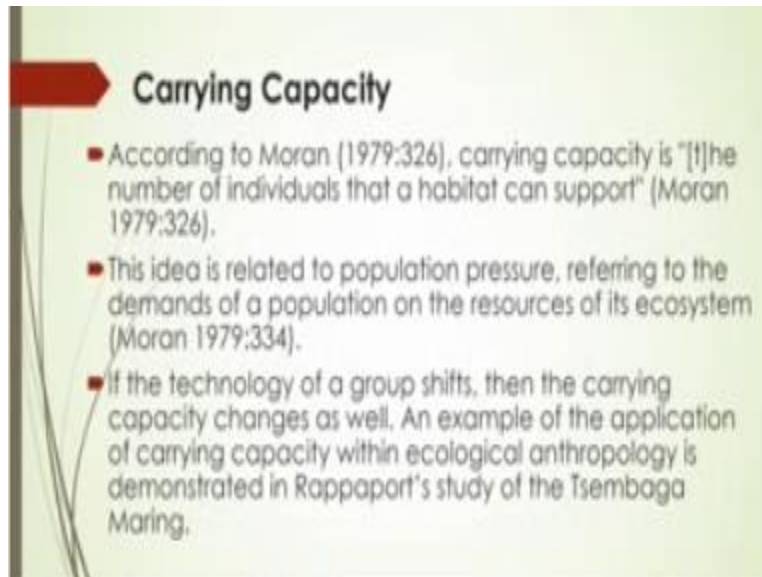 Carrying Capacity
According to Moran (1979:326), carrying capacity is "[t]he
number of individuals that a habitat can support" (Moran
1979:326).
This idea is related to population pressure, referring to the
demands of a population on the resources of its ecosystem
(Moran 1979:334).
If the technology of a group shifts, then the carrying
capacity changes as well. An example of the application
of carrying capacity within ecological anthropology is
demonstrated in Rappaport's study of the Tsembaga
Maring.